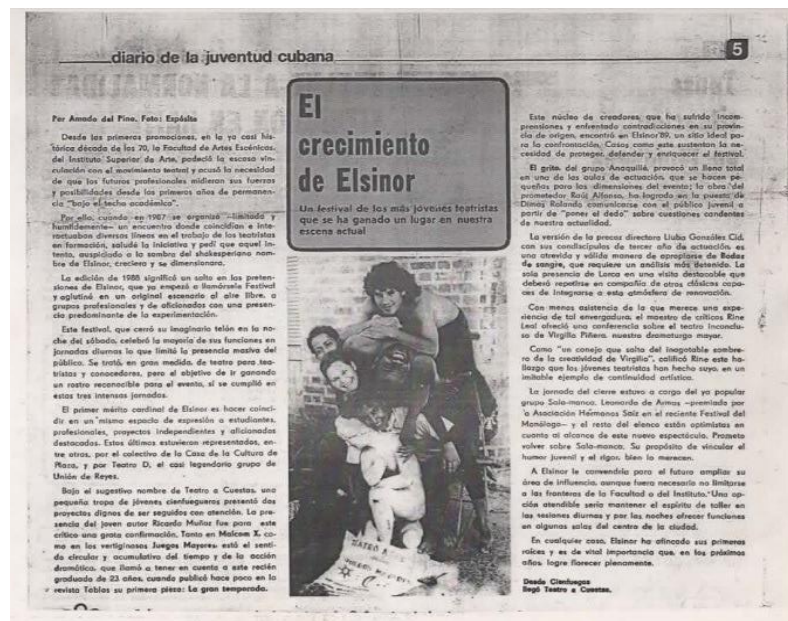 diario de la juventud cubana
5
Por Amado del Pino. Foto: Expósito
Desde las primeras promociones, en la ya casi his-
tórica década de los 70, la Facultad de Artes Escénicas,
del Instituto Superior de Arte, padeció la escasa vin-
culación con el movimiento teatral y acusó la necesidad
de que los futuros profesionales midieran sus fuerzas
y posibilidades desde los primeros años de permanen-
cia "bajo el techo académico".
Por ello, cuando en 1987 se organizó —limitada y
humildemente— un encuentro donde coincidían e inter-
actuaban diversas líneas en el trabajo de los teatristas
en formación, saludé la iniciativa y pedí que aquel in-
tento, auspiciado a la sombra del shakesperiano nom-
bre de Elsinor, creciera y se dimensionara.
La edición de 1988 significó un salto en las preten-
siones de Elsinor, que ya empezó a llamársele Festival
y aglutinó en un original escenario al aire libre, a
grupos profesionales y de aficionados con una presen-
cia predominante de la experimentación.
Este festival, que cerró su imaginario telón en la no-
che del sábado, celebró la mayoría de sus funciones en
jornadas diurnas lo que limitó la presencia masiva del
público. Se trató, en gran medida, de teatro para tea-
tristas y conocedores, pero el objetivo de ir ganando
un rostro reconocible para el evento, sí se cumplió en
estas tres intensas jornadas.
El primer mérito cardinal de Elsinor es hacer coinci-
dir en un mismo espacio de expresión a estudiantes,
profesionales, proyectos independientes y aficionados
destacados. Estos últimos estuvieron representados, en-
tre otros, por el colectivo de la Casa de la Cultura de
Plaza, y por Teatro D, el casi legendario grupo de
Unión de Reyes.
Bajo el sugestivo nombre de Teatro a Cuestas, una
pequeña tropa de jóvenes cienfuegueros presentó dos
proyectos dignos de ser seguidos con atención. La pre-
sencia del joven autor Ricardo Muñoz fue para este
crítico una grata confirmación. Tanto en Malcom X, co-
mo en los vertiginosos Juegos Mayores, está el senti-
do circular y acumulativo del tiempo y de la acción
dramática, que llamó a tener en cuenta a este recién
graduado de 23 años, cuando publicó hace poco en la
revista Tablas su primera pieza: La gran temporada.
El
crecimiento
de Elsinor
Un festival de los más jóvenes teatristas
que se ha ganado un lugar en nuestra
escena actual
Este núcleo de creadores, que ha sufrido incom-
prensiones y enfrentado contradicciones en su provin-
cia de origen, encontró en Elsinor'89, un sitio ideal pa-
ra la confrontación. Casos como este sustentan la ne-
cesidad de proteger, defender y enriquecer el festival.
El grito, del grupo Anaquillé, provocó un lleno total
en una de las aulas de actuación, que se hacen pe-
queñas para las dimensiones del evento; la obra del
prometedor Raúl Alfonso, ha logrado en la puesta de
Dimas Rolando comunicarse con el público juvenil a
partir de "poner el dedo" sobre cuestiones candentes
de nuestra actualidad.
La versión de la precoz directora Liuba González Cid,
con sus condiscípulos de tercer año de actuación es
una atrevida y válida manera de apropiarse de Bodas
de sangre, que requiere un análisis más detenido. La
sola presencia de Lorca en una visita destacable que
deberá repetirse en compañía de otros clásicos capa-
ces de integrarse a esta atmósfera de renovación.
Con menos asistencia de la que merece una expe-
riencia de tal envergadura, el maestro de críticos Rine
Leal ofreció una conferencia sobre el teatro inconclu-
so de Virgilio Piñera, nuestro dramaturgo mayor.
Como "un conejo que salta del inagotable sombre-
ro de la creatividad de Virgilio", calificó Rine este ha-
llazgo que los jóvenes teatristas han hecho suyo, en un
imitable ejemplo de continuidad artística.
La jornada del cierre estuvo a cargo del ya popular
grupo Sala-manca. Leonardo de Armas —premiado por
la Asociación Hermanos Saíz en el reciente Festival del
Monólogo— y el resto del elenco están optimistas en
cuanto al alcance de este nuevo espectáculo. Prometo
volver sobre Sala-manca. Su propósito de vincular el
humor juvenil y el rigor, bien lo merecen.
A Elsinor le convendría para el futuro ampliar su
área de influencia, aunque fuera necesario no limitarse
a las fronteras de la Facultad o del Instituto. Una op-
ción atendible sería mantener el espíritu de taller en
las sesiones diurnas y por las noches ofrecer funciones
en algunas salas del centro de la ciudad.
En cualquier caso, Elsinor ha afincado sus primeras
raíces y es de vital importancia que, en los próximos
años, logre florecer plenamente.
Desde Cienfuegos
llegó Teatro a Cuestas.